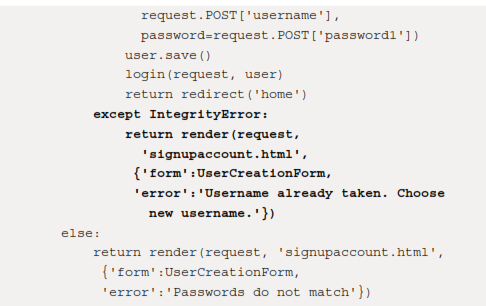 request.POST['username'],
password=request.POST['password1'])
user.save()
login(request, user)
return redirect('home')
except IntegrityError:
return render(request,
'signupaccount.html',
{'form':UserCreationForm,
'error':'Username already taken. Choose
new username.'})
else:
return render(request, 'signupaccount.html',
{'form':UserCreationForm,
'error':'Passwords do not match'})